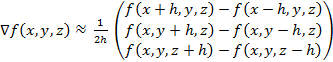 ∇f(x, y, z) ≈ 1/2h (f(x + h, y, z) − f(x − h, y, z)
f(x, y + h, z) − f(x, y − h, z)
f(x, y, z + h) − f(x, y, z − h))